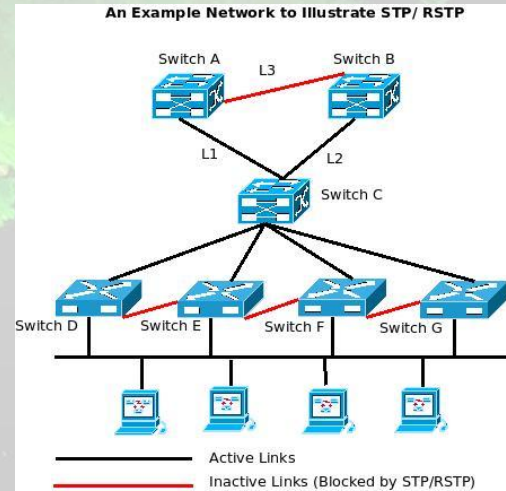 An Example Network to Illustrate STP/ RSTP
Switch A
Switch B
L3
L1
L2
Switch C
Switch D
Switch E
Switch F
Switch G
Active Links
Inactive Links (Blocked by STP/RSTP)